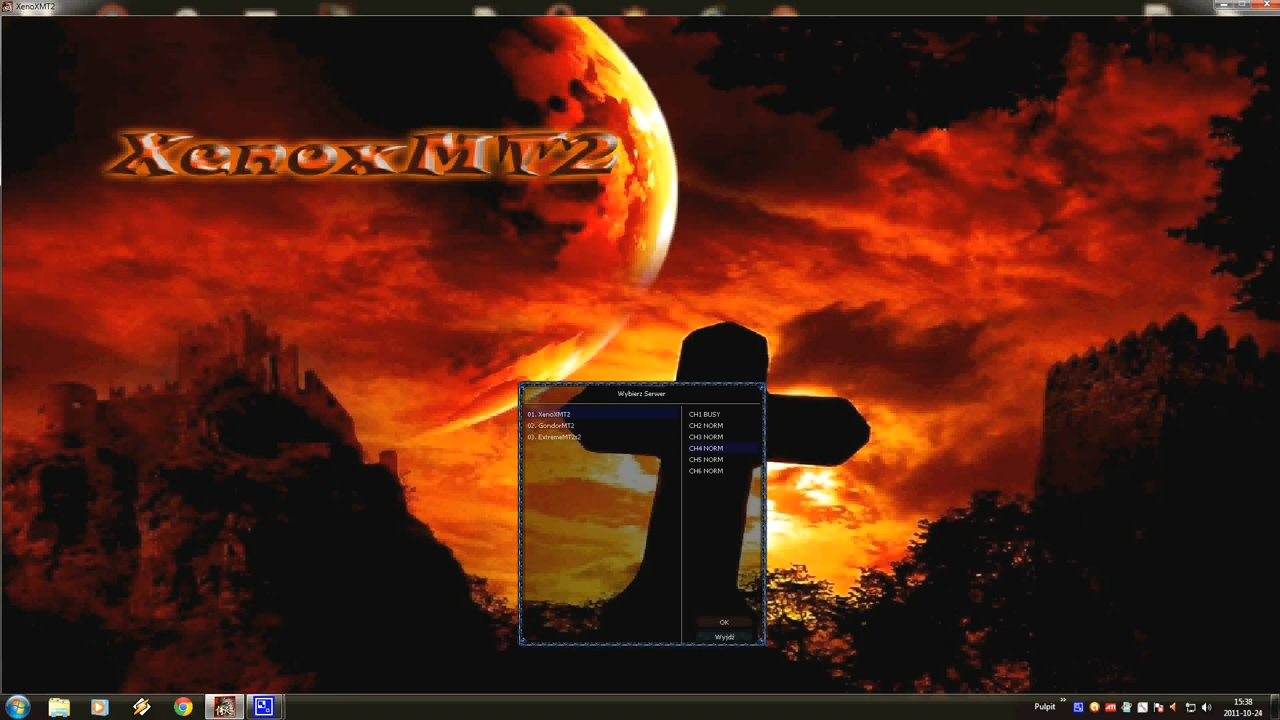 XenoXMT2
XenoxMT2
Wybierz Serwer
01. XenoXMT2
02. GondorMT2
03. ExtremeMT2s2
CH1 BUSY
CH2 NORM
CH3 NORM
CH4 NORM
CH5 NORM
CH6 NORM
OK
Wyjdź
Pulpit
15:38
2011-10-24